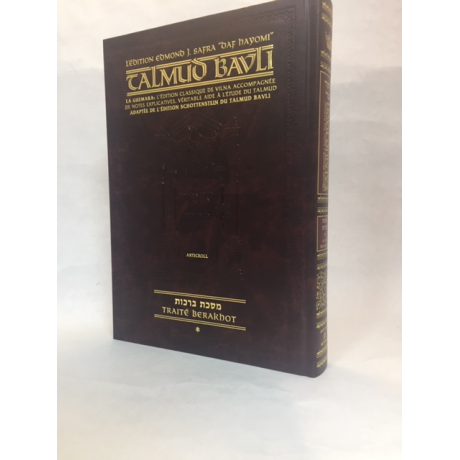 L'ÉDITION EDMOND J. SAFRA "DAF HAYOMI"
TALMUD BAVLI
LA GUEMARA: L'ÉDITION CLASSIQUE DE VILNA ACCOMPAGNÉE
DE NOTES EXPLICATIVES, VÉRITABLE AIDE À L'ÉTUDE DU TALMUD
ADAPTÉE DE L'ÉDITION SCHOTTENSTEIN DU TALMUD BAVLI
ARTSCROLL
מסכת ברכות
TRAITÉ BERAKHOT
*